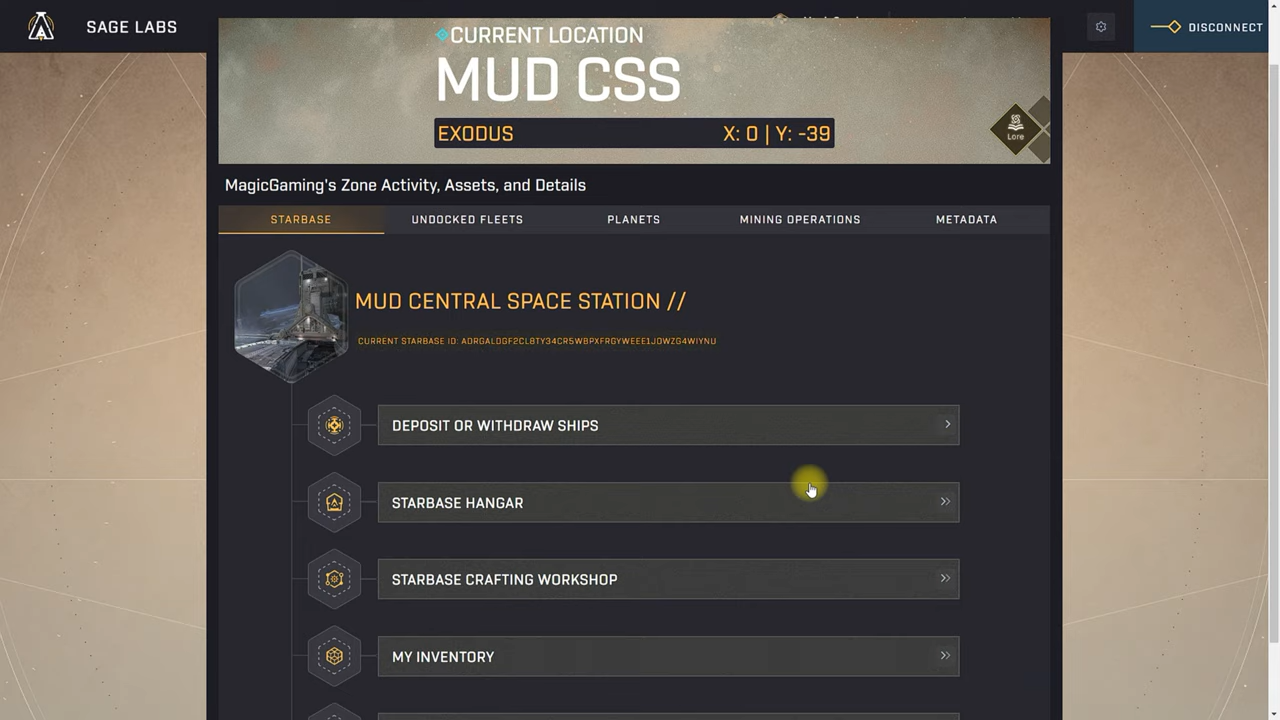 SAGE LABS
DISCONNECT
CURRENT LOCATION
MUD CSS
EXODUS
X: 0 | Y: -39
Lore
MagicGaming's Zone Activity, Assets, and Details
STARBASE
UNDOCKED FLEETS
PLANETS
MINING OPERATIONS
METADATA
MUD CENTRAL SPACE STATION //
CURRENT STARBASE ID:
DEPOSIT OR WITHDRAW SHIPS
STARBASE HANGAR
STARBASE CRAFTING WORKSHOP
MY INVENTORY